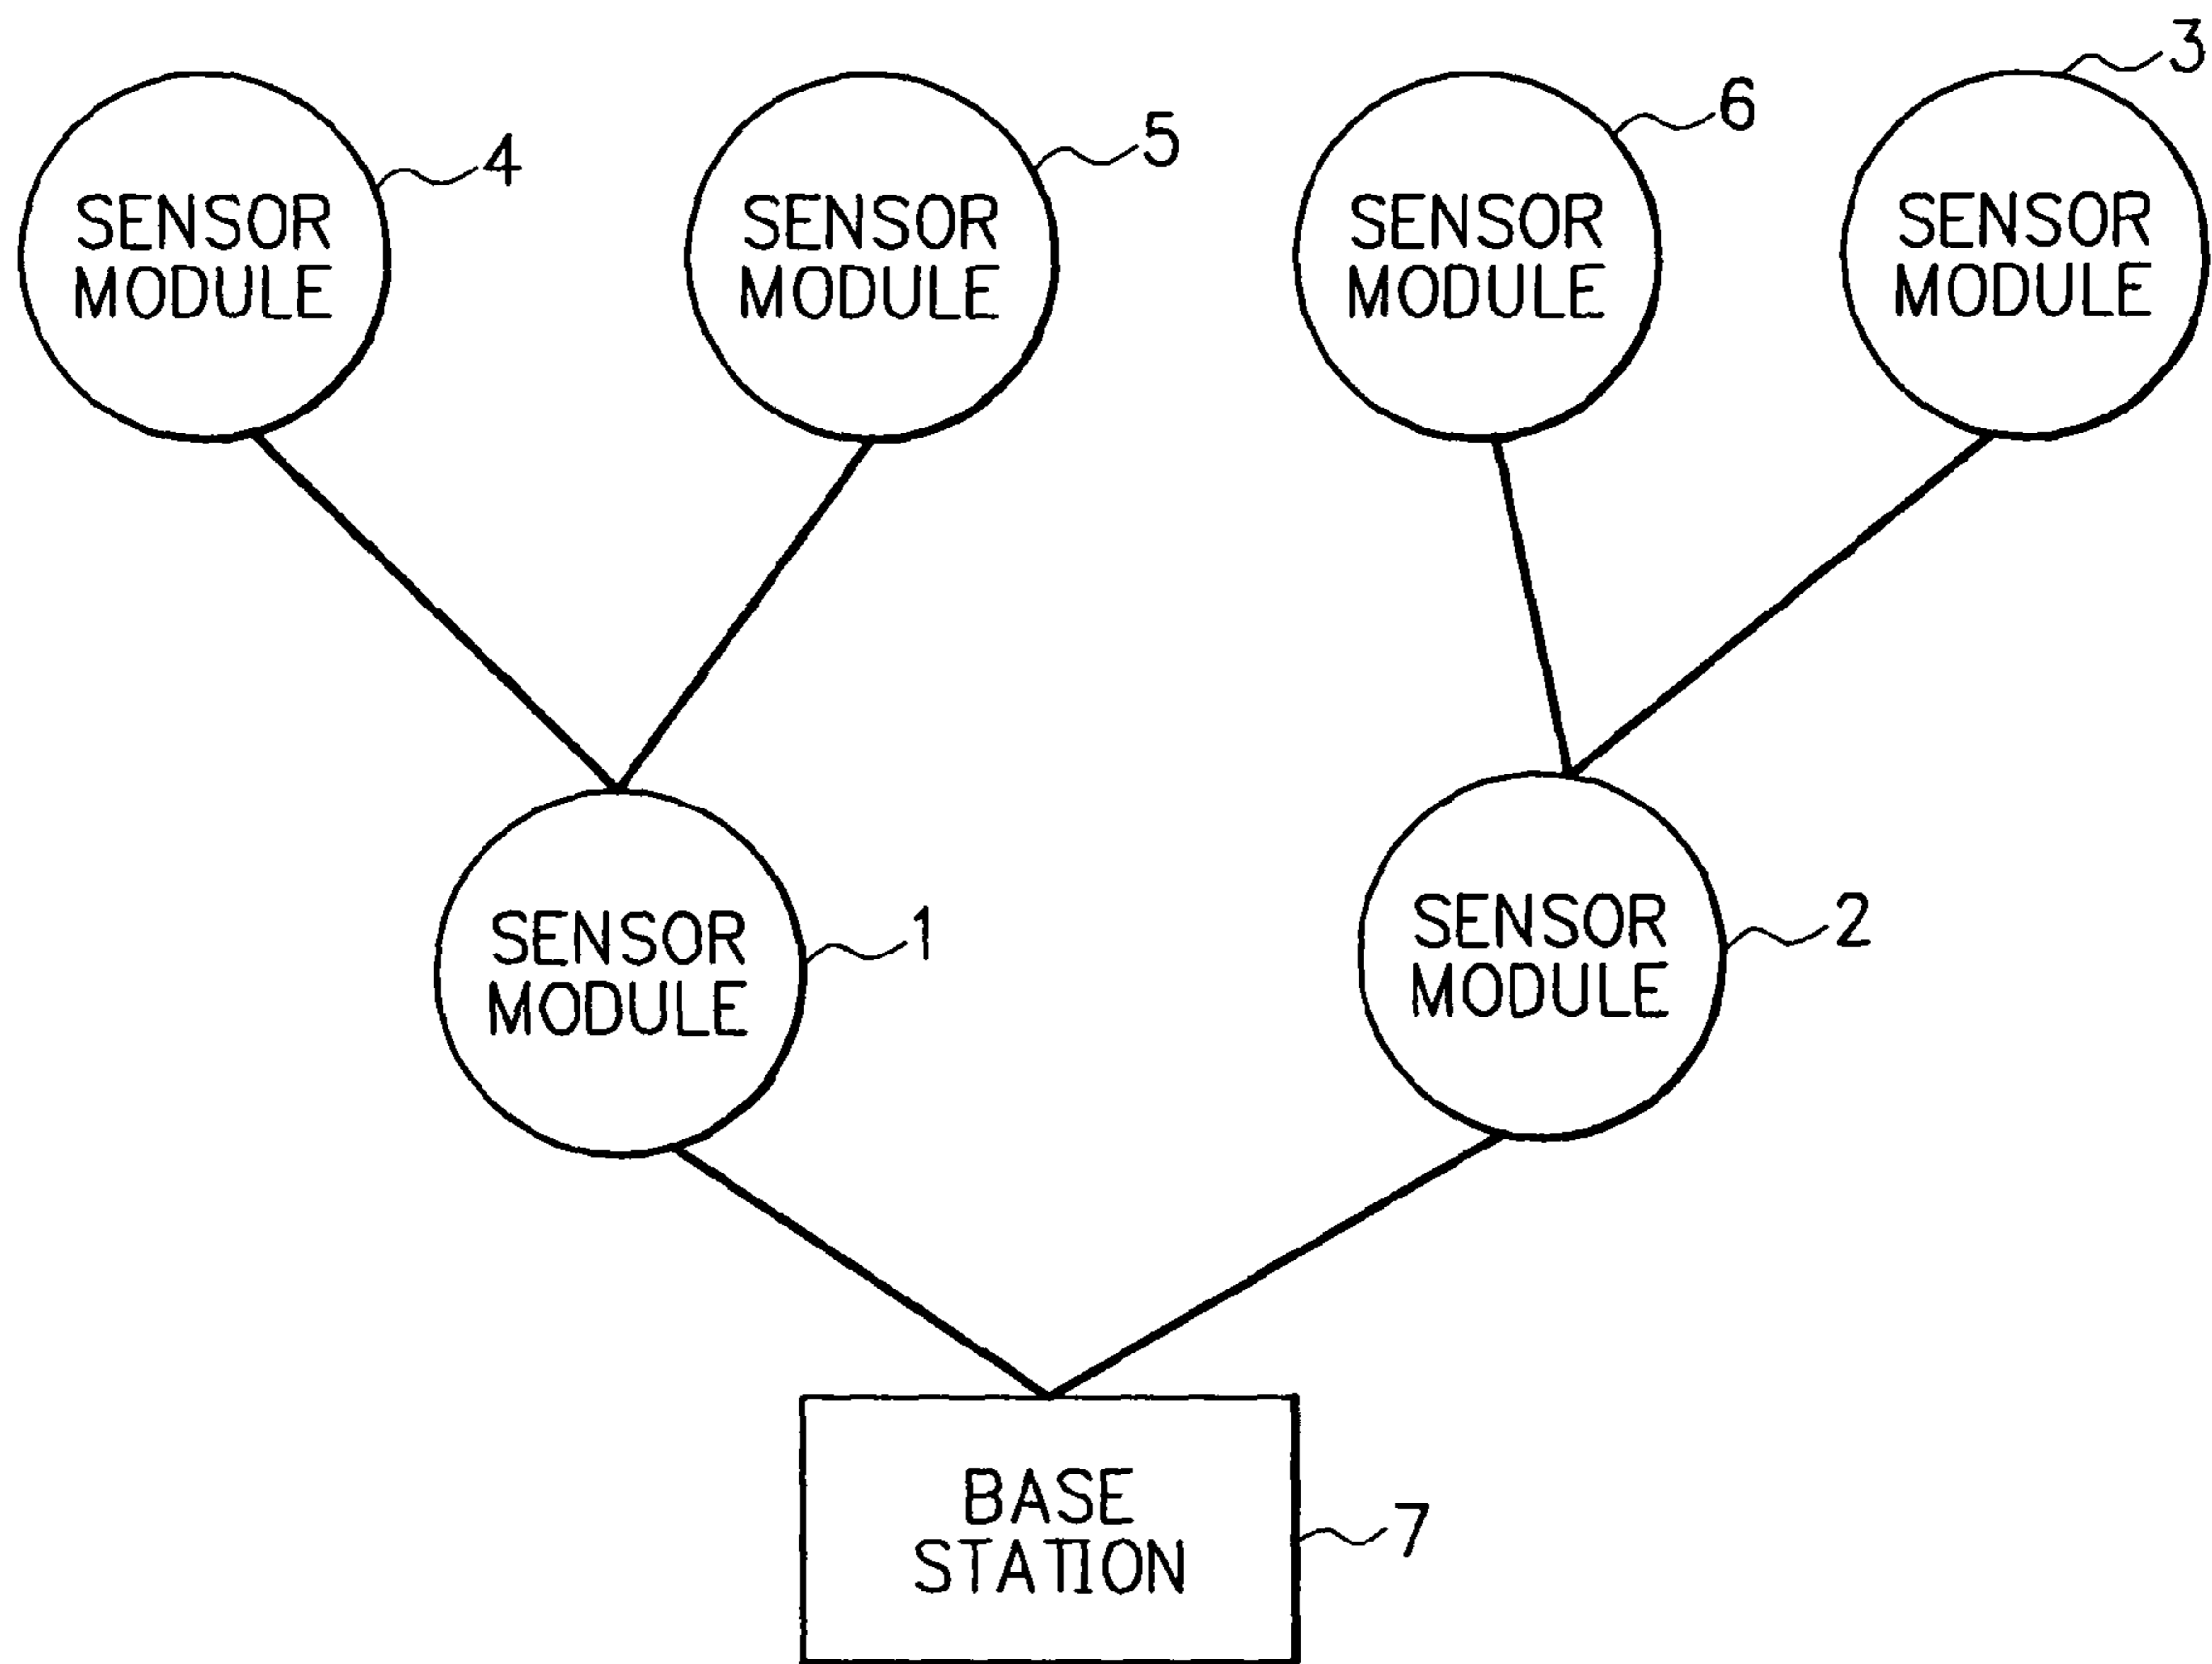 3
6
5
4
SENSOR
MODULE
SENSOR
MODULE
SENSOR
MODULE
SENSOR
MODULE
1
SENSOR
MODULE
2
SENSOR
MODULE
BASE
STATION
7